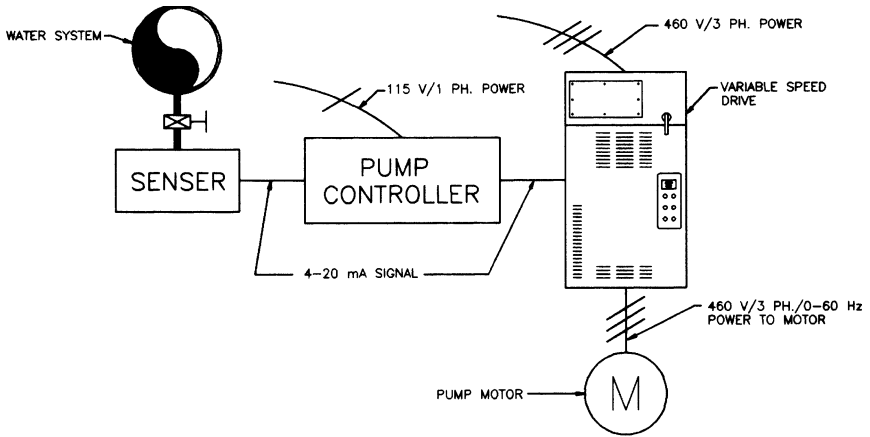 WATER SYSTEM
460 V/3 PH. POWER
115 V/1 PH. POWER
VARIABLE SPEED
DRIVE
SENSER
PUMP
CONTROLLER
4-20 mA SIGNAL
460 V/3 PH./0-60 Hz
POWER TO MOTOR
PUMP MOTOR
M